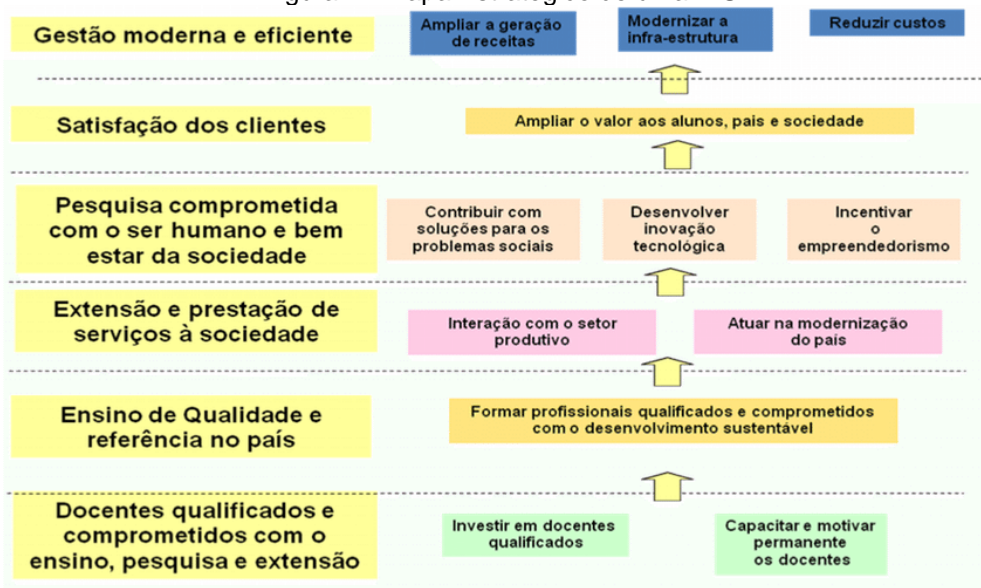 Gestão moderna e eficiente
Ampliar a geração
de receitas
Modernizar a
infra-estrutura
Reduzir custos
Satisfação dos clientes
Ampliar o valor aos alunos, pais e sociedade
Pesquisa comprometida
com o ser humano e bem
estar da sociedade
Contribuir com
soluções para os
problemas sociais
Desenvolver
inovação
tecnológica
Incentivar
o
empreendedorismo
Extensão e prestação de
serviços à sociedade
Interação com o setor
produtivo
Atuar na modernização
do país
Ensino de Qualidade e
referência no país
Formar profissionais qualificados e comprometidos
com o desenvolvimento sustentável
Docentes qualificados e
comprometidos com o
ensino, pesquisa e extensão
Investir em docentes
qualificados
Capacitar e motivar
permanente
os docentes